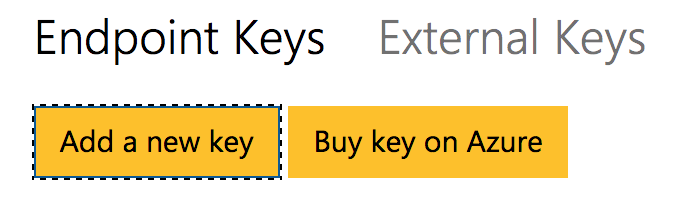 Endpoint Keys External Keys
Add a new key Buy key on Azure